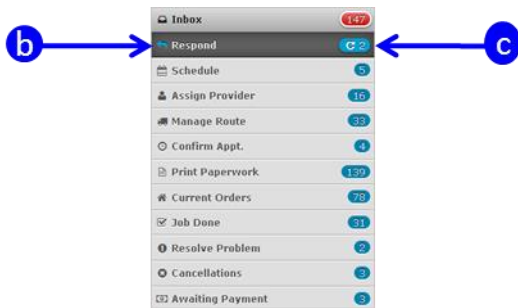 Inbox 147
b Respond 2 c
Schedule 5
Assign Provider 16
Manage Route 33
Confirm Appt. 4
Print Paperwork 139
Current Orders 78
Job Done 31
Resolve Problem 2
Cancellations 3
Awaiting Payment 3